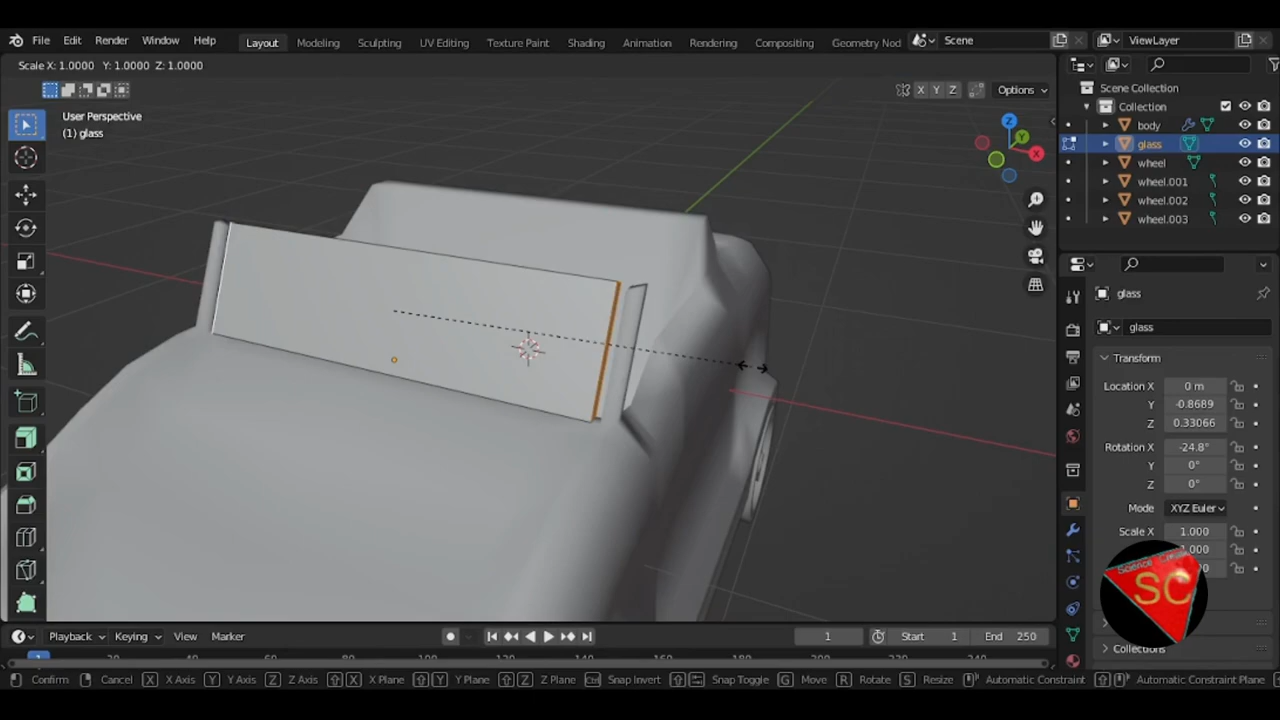 File Edit Render Window Help Layout Modeling Sculpting UV Editing Texture Paint Shading Animation Rendering Compositing Geometry Nod Scene ViewLayer
Scale X: 1.0000 Y: 1.0000 Z: 1.0000
X Y Z Options
User Perspective
(1) glass
Z
Y
X
Scene Collection
Collection
body
glass
wheel
wheel.001
wheel.002
wheel.003
glass
glass
Transform
Location X 0 m
Y -0.8689
Z 0.33066
Rotation X -24.8°
Y 0°
Z 0°
Mode XYZ Euler
Scale X 1.000
1.000
Science
SC
Collections
Playback Keying View Marker 1 Start 1 End 250
1
Confirm Cancel X X Axis Y Y Axis Z Z Axis X X Plane Y Y Plane Z Z Plane Ctrl Snap Invert Snap Toggle G Move R Rotate S Resize Automatic Constraint Automatic Constraint Plane